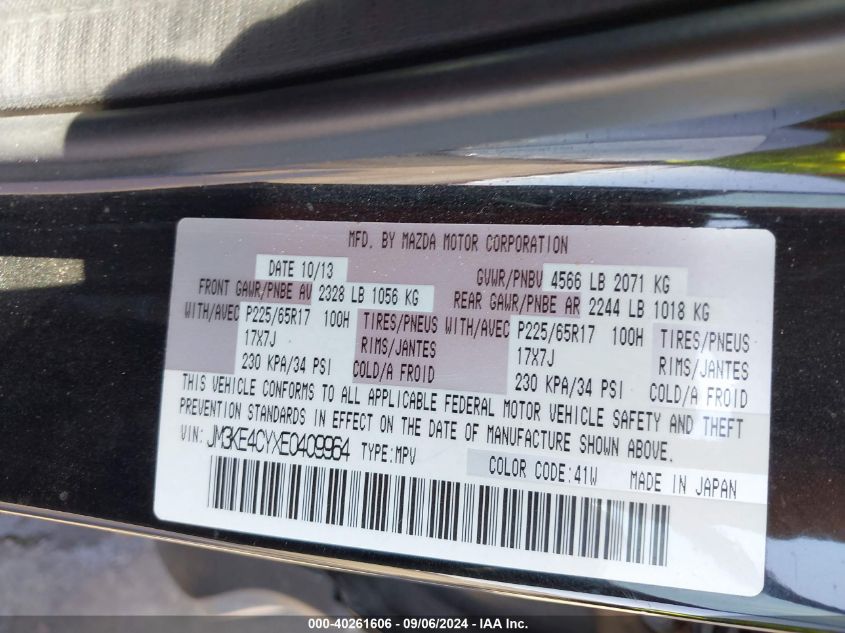 MFD. BY MAZDA MOTOR CORPORATION
DATE 10/13
GVWR/PNBV 4566 LB 2071 KG
FRONT GAWR/PNBE AV 2328 LB 1056 KG
REAR GAWR/PNBE AR 2244 LB 1018 KG
WITH/AVEC P225/65R17 100H TIRES/PNEUS
17X7J RIMS/JANTES
230 KPA/34 PSI COLD/A FROID
WITH/AVEC P225/65R17 100H TIRES/PNEUS
17X7J RIMS/JANTES
230 KPA/34 PSI COLD/A FROID
THIS VEHICLE CONFORMS TO ALL APPLICABLE FEDERAL MOTOR VEHICLE SAFETY AND THEFT
PREVENTION STANDARDS IN EFFECT ON THE DATE OF MANUFACTURE SHOWN ABOVE.
VIN: JM3KE4CYXE0409964 TYPE:MPV
COLOR CODE:41W MADE IN JAPAN
000-40261606 - 09/06/2024 - IAA Inc.